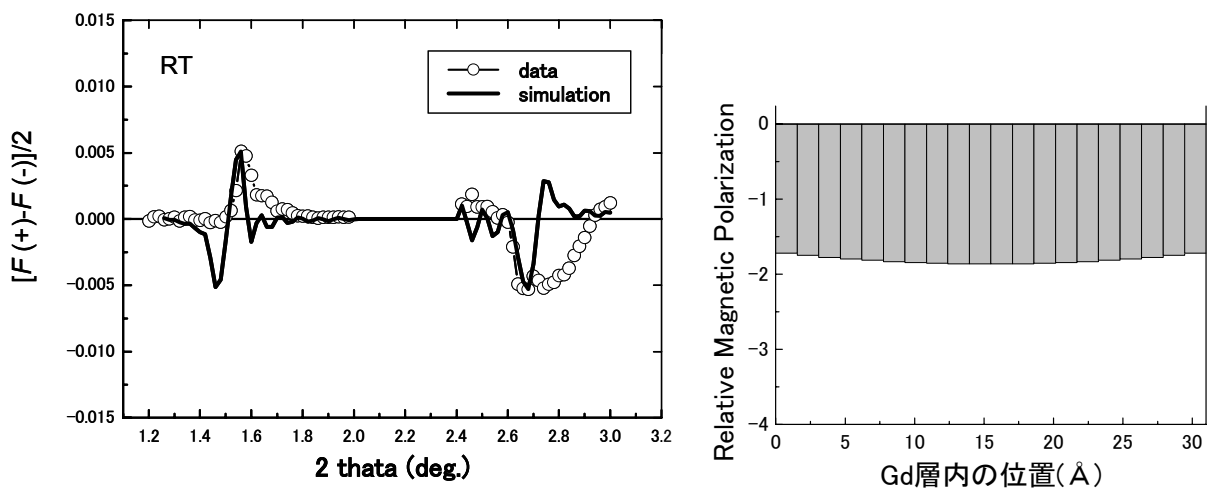 0.015
0.010
0.005
0.000
−0.005
−0.010
−0.015
[F (+)-F (-)]/2
RT
data
simulation
1.2 1.4 1.6 1.8 2.0 2.2 2.4 2.6 2.8 3.0 3.2
2 thata (deg.)
Relative Magnetic Polarization
0
−1
−2
−3
−4
0 5 10 15 20 25 30
Gd層内の位置(Å)